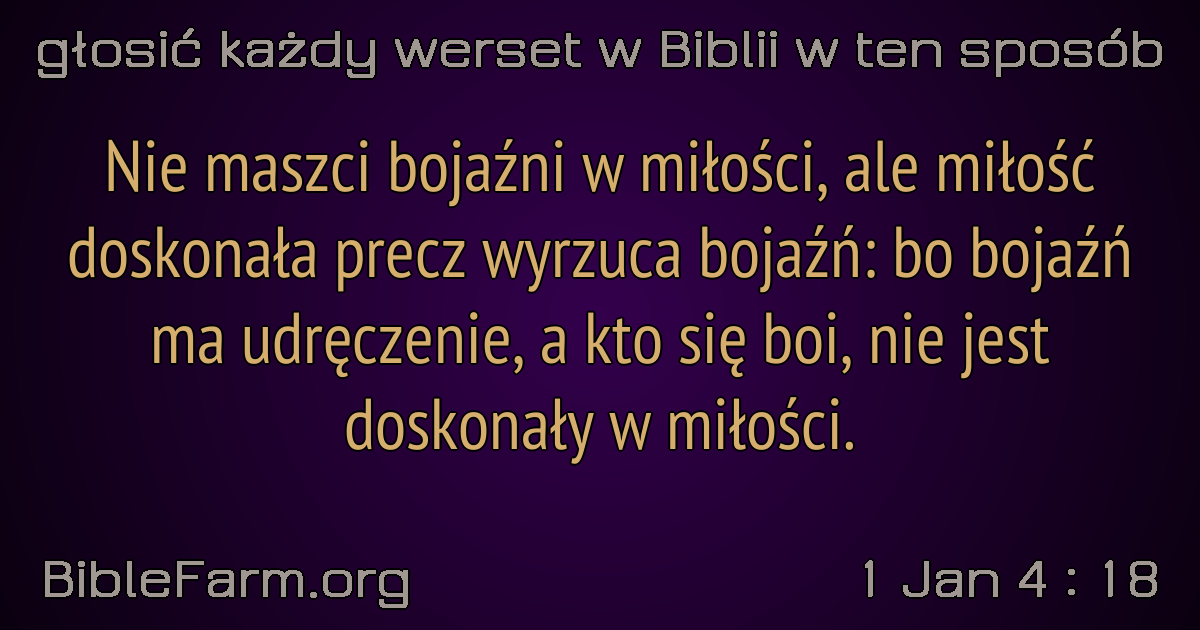 głosić każdy werset w Biblii w ten sposób
Nie maszci bojaźni w miłości, ale miłość
doskonała precz wyrzuca bojaźń: bo bojaźń
ma udręczenie, a kto się boi, nie jest
doskonały w miłości.
BibleFarm.org
1 Jan 4 : 18